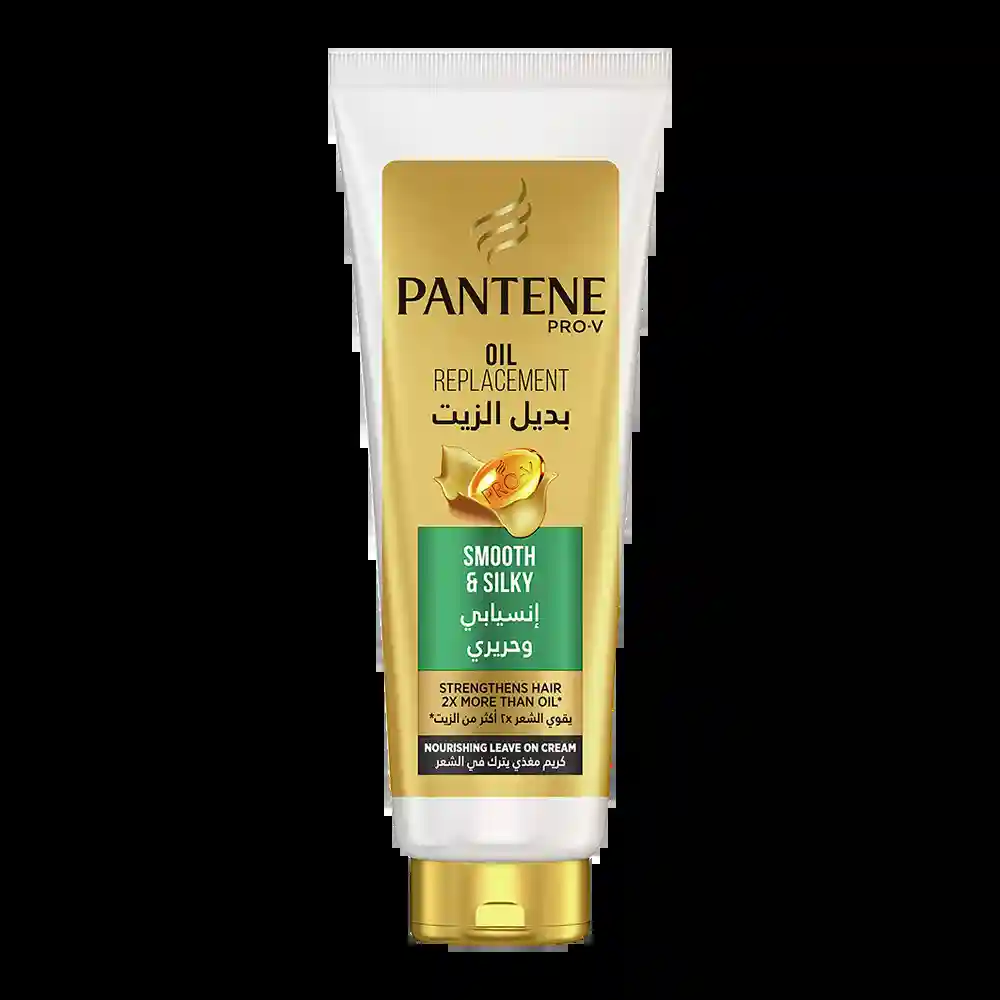 PANTENE
PRO-V
OIL
REPLACEMENT
بديل الزيت
PRO-V
SMOOTH
& SILKY
إنسيابي
وحريري
STRENGTHENS HAIR
2X MORE THAN OIL*
يقوي الشعر ٢x أكثر من الزيت*
NOURISHING LEAVE ON CREAM
كريم مغذي يترك في الشعر